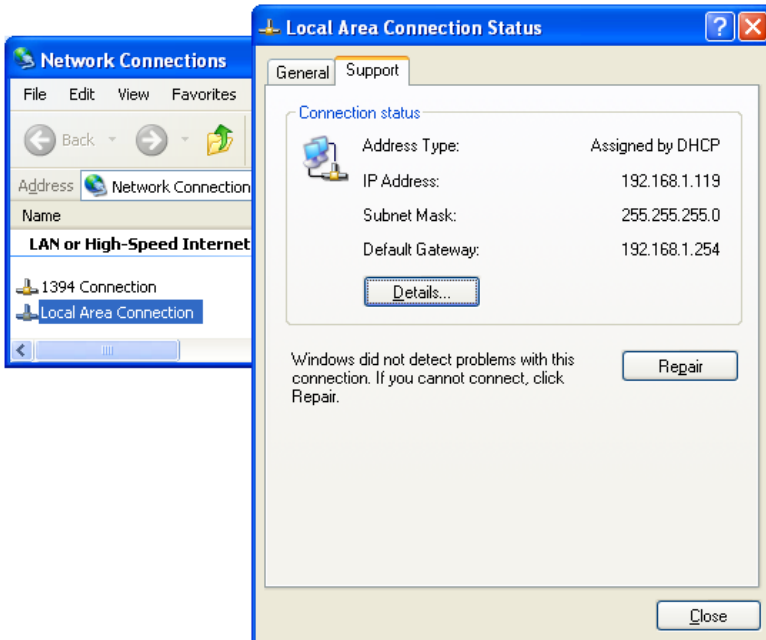 Network Connections
File Edit View Favorites
Back
Address Network Connection
Name
LAN or High-Speed Internet
1394 Connection
Local Area Connection
Local Area Connection Status
General Support
Connection status
Address Type: Assigned by DHCP
IP Address: 192.168.1.119
Subnet Mask: 255.255.255.0
Default Gateway: 192.168.1.254
Details...
Windows did not detect problems with this
connection. If you cannot connect, click
Repair.
Repair
Close